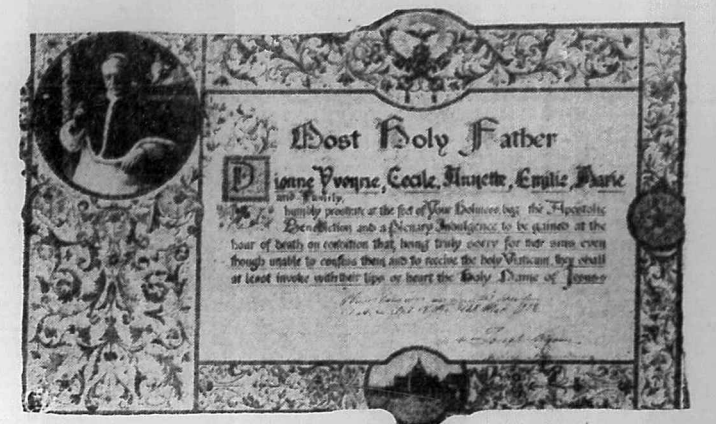 Most Holy Father
Dionne Yvonne, Cecile, Annette, Emilie, Marie
and Family,
humbly prostrate at the feet of Your Holiness, begs the Apostolic
Benediction and a Plenary Indulgence to be gained at the
hour of death on condition that, being truly sorry for their sins even
though unable to confess them and to receive the holy Viaticum, they shall
at least invoke with their lips or heart the Holy Name of Jesus